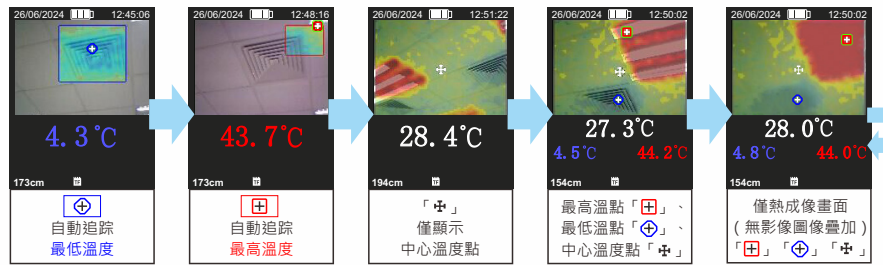 26/06/2024 12:45:06
4.3°C
173cm TF
自動追踪
最低溫度
26/06/2024 12:48:16
43.7°C
173cm TF
自動追踪
最高溫度
26/06/2024 12:51:22
28.4°C
194cm TF
「✣」
僅顯示
中心溫度點
26/06/2024 12:50:02
27.3°C
4.5°C 44.2°C
154cm TF
最高溫點「+」、
最低溫點「+」、
中心溫度點「✣」
26/06/2024 12:50:02
28.0°C
4.8°C 44.0°C
154cm TF
僅熱成像畫面
(無影像圖像疊加)
「+」「+」「✣」